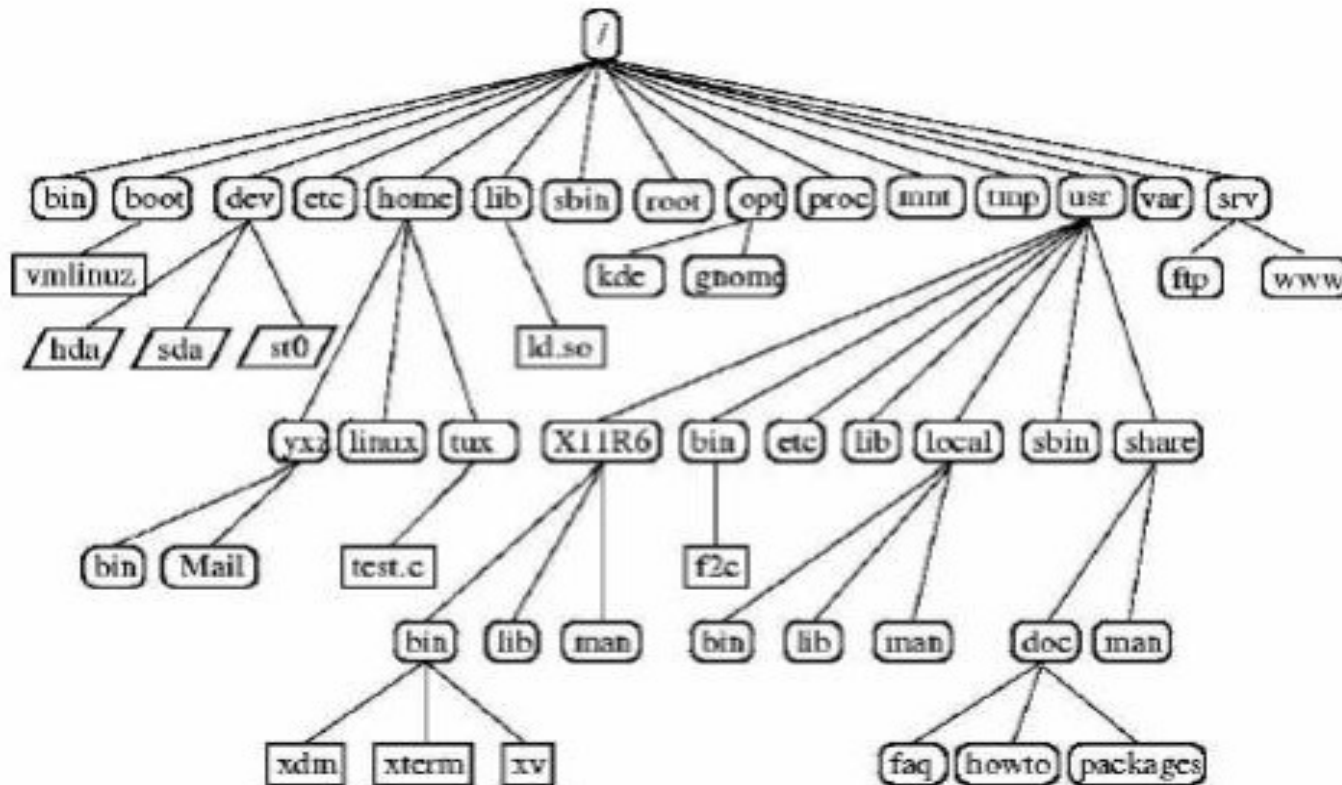 /
bin boot dev etc home lib sbin root opt proc mnt tmp usr var srv
vmlinuz kde gnome ftp www
hda sda st0 ld.so
yxz linux tux X11R6 bin etc lib local sbin share
bin Mail test.c f2c
bin lib man bin lib man doc man
xdm xterm xv faq howto packages